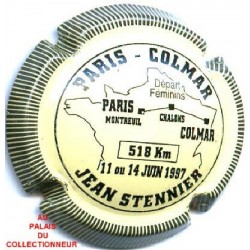 PARIS - COLMAR
Départ
Féminins
PARIS
MONTREUIL
CHALONS
COLMAR
518 Km
11 ou 14 JUIN 1997
JEAN STENNIER
AU
PALAIS DU
COLLECTIONNEUR